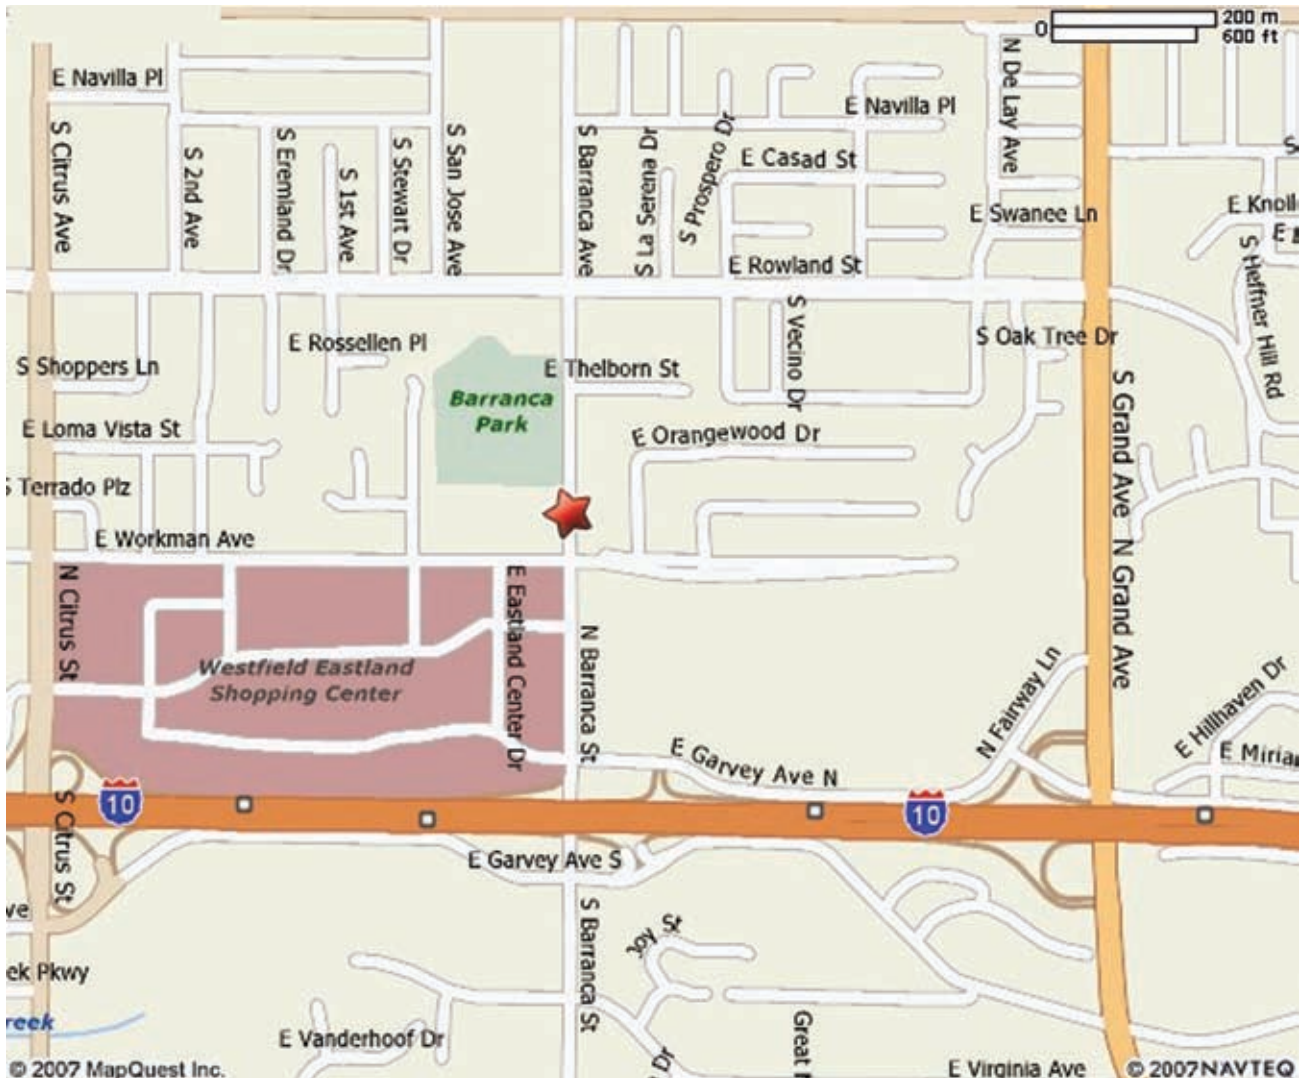 0
200 m
600 ft
E Navilla Pl
S Citrus Ave
S 2nd Ave
S Eremland Dr
S 1st Ave
S Stewart Dr
S San Jose Ave
S Barranca Ave
S La Serena Dr
S Prospero Dr
E Navilla Pl
E Casad St
N De Lay Ave
E Swanee Ln
E Knoll
E Rowland St
S Heffner Hill Rd
E Rossellen Pl
S Vecino Dr
S Oak Tree Dr
S Shoppers Ln
E Thelborn St
Barranca
Park
S Grand Ave
E Loma Vista St
E Orangewood Dr
S Terrado Plz
E Workman Ave
N Citrus St
E Eastland Center Dr
N Grand Ave
N Barranca St
Westfield Eastland
Shopping Center
N Fairway Ln
E Hillhaven Dr
E Garvey Ave N
E Miria
10
10
S Citrus St
E Garvey Ave S
ve
S Barranca St
Joy St
ek Pkwy
reek
E Vanderhoof Dr
Dr
Great
E Virginia Ave
© 2007 MapQuest Inc.
© 2007 NAVTEQ